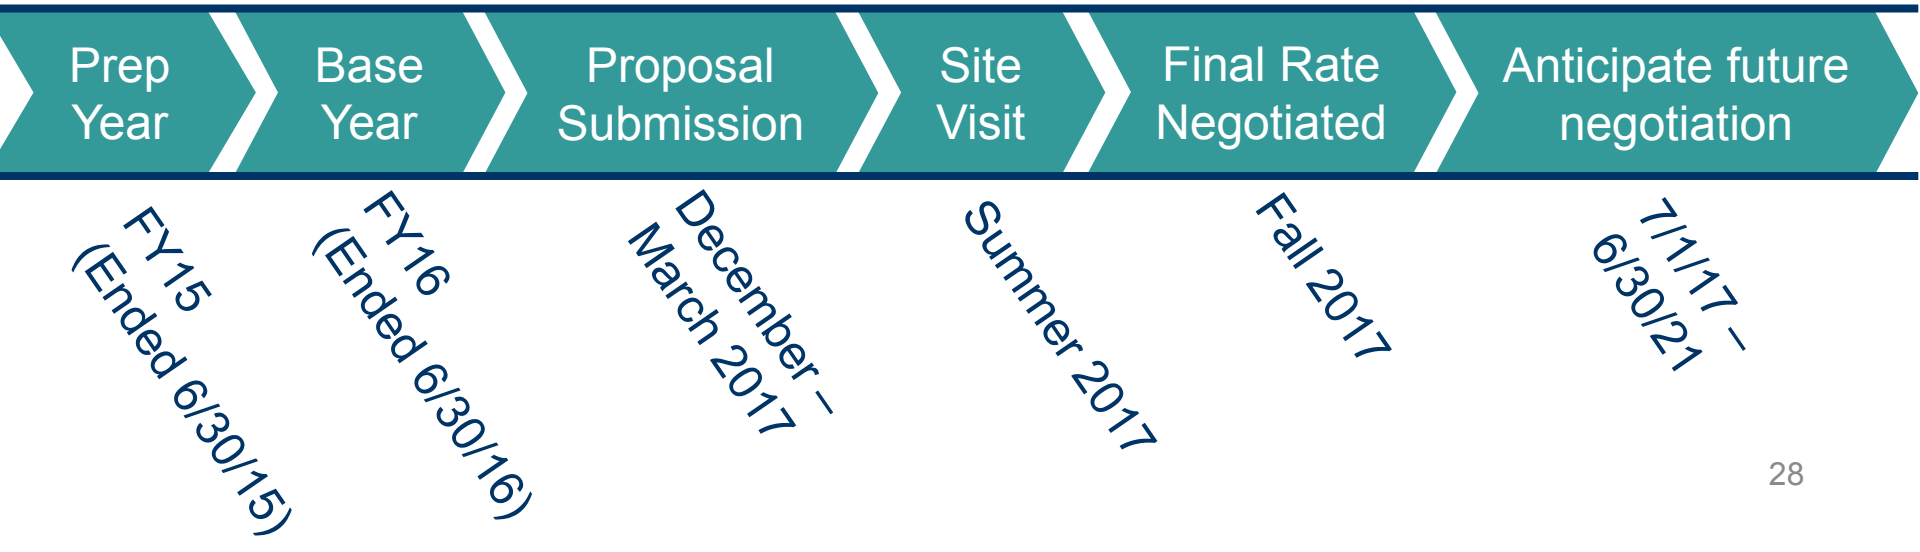 Prep
Year
Base
Year
Proposal
Submission
Site
Visit
Final Rate
Negotiated
Anticipate future
negotiation
FY15
(Ended 6/30/15)
FY16
(Ended 6/30/16)
December –
March 2017
Summer 2017
Fall 2017
7/1/17 –
6/30/21
28